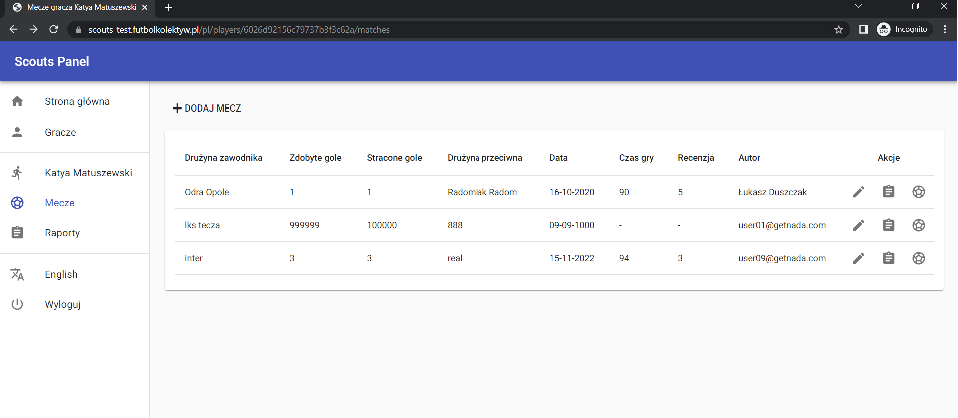 Mecze gracza Katya Matuszewski
scouts-test.futbolkolektyw.pl/pl/players/6026d92156c79737b3f3c62a/matches
Incognito
Scouts Panel
Strona główna
Gracze
Katya Matuszewski
Mecze
Raporty
English
Wyloguj
DODAJ MECZ
Drużyna zawodnika Zdobyte gole Stracone gole Drużyna przeciwna Data Czas gry Recenzja Autor Akcje
Odra Opole 1 1 Radomiak Radom 16-10-2020 90 5 Łukasz Duszczak
lks tecza 999999 100000 888 09-09-1000 - - user01@getnada.com
inter 3 3 real 15-11-2022 94 3 user09@getnada.com